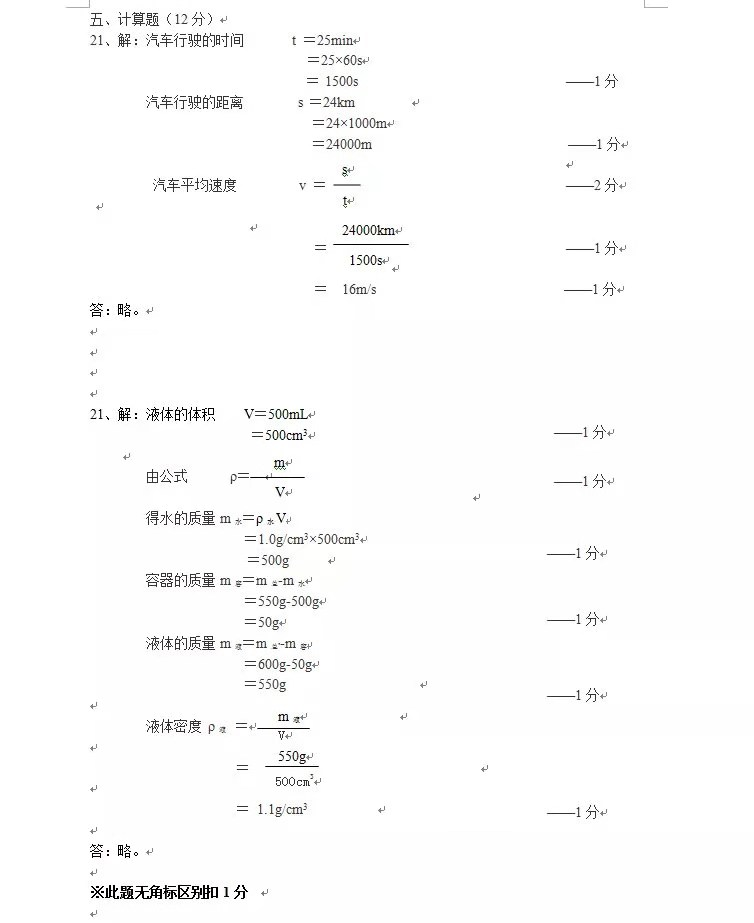 五、计算题(12分)
21、解:汽车行驶的时间 t =25min
=25×60s
= 1500s ——1分
汽车行驶的距离 s =24km
=24×1000m
=24000m ——1分
汽车平均速度 v = s/t ——2分
= 24000km/1500s ——1分
= 16m/s ——1分
答:略。
21、解:液体的体积 V=500mL
=500cm³ ——1分
由公式 ρ= m/V ——1分
得水的质量 m水=ρ水V
=1.0g/cm³×500cm³
=500g ——1分
容器的质量 m容=m总-m水
=550g-500g
=50g ——1分
液体的质量 m液=m总-m容
=600g-50g
=550g ——1分
液体密度 ρ液 = m液/V
= 550g/500cm³
= 1.1g/cm³ ——1分
答:略。
※此题无角标区别扣1分